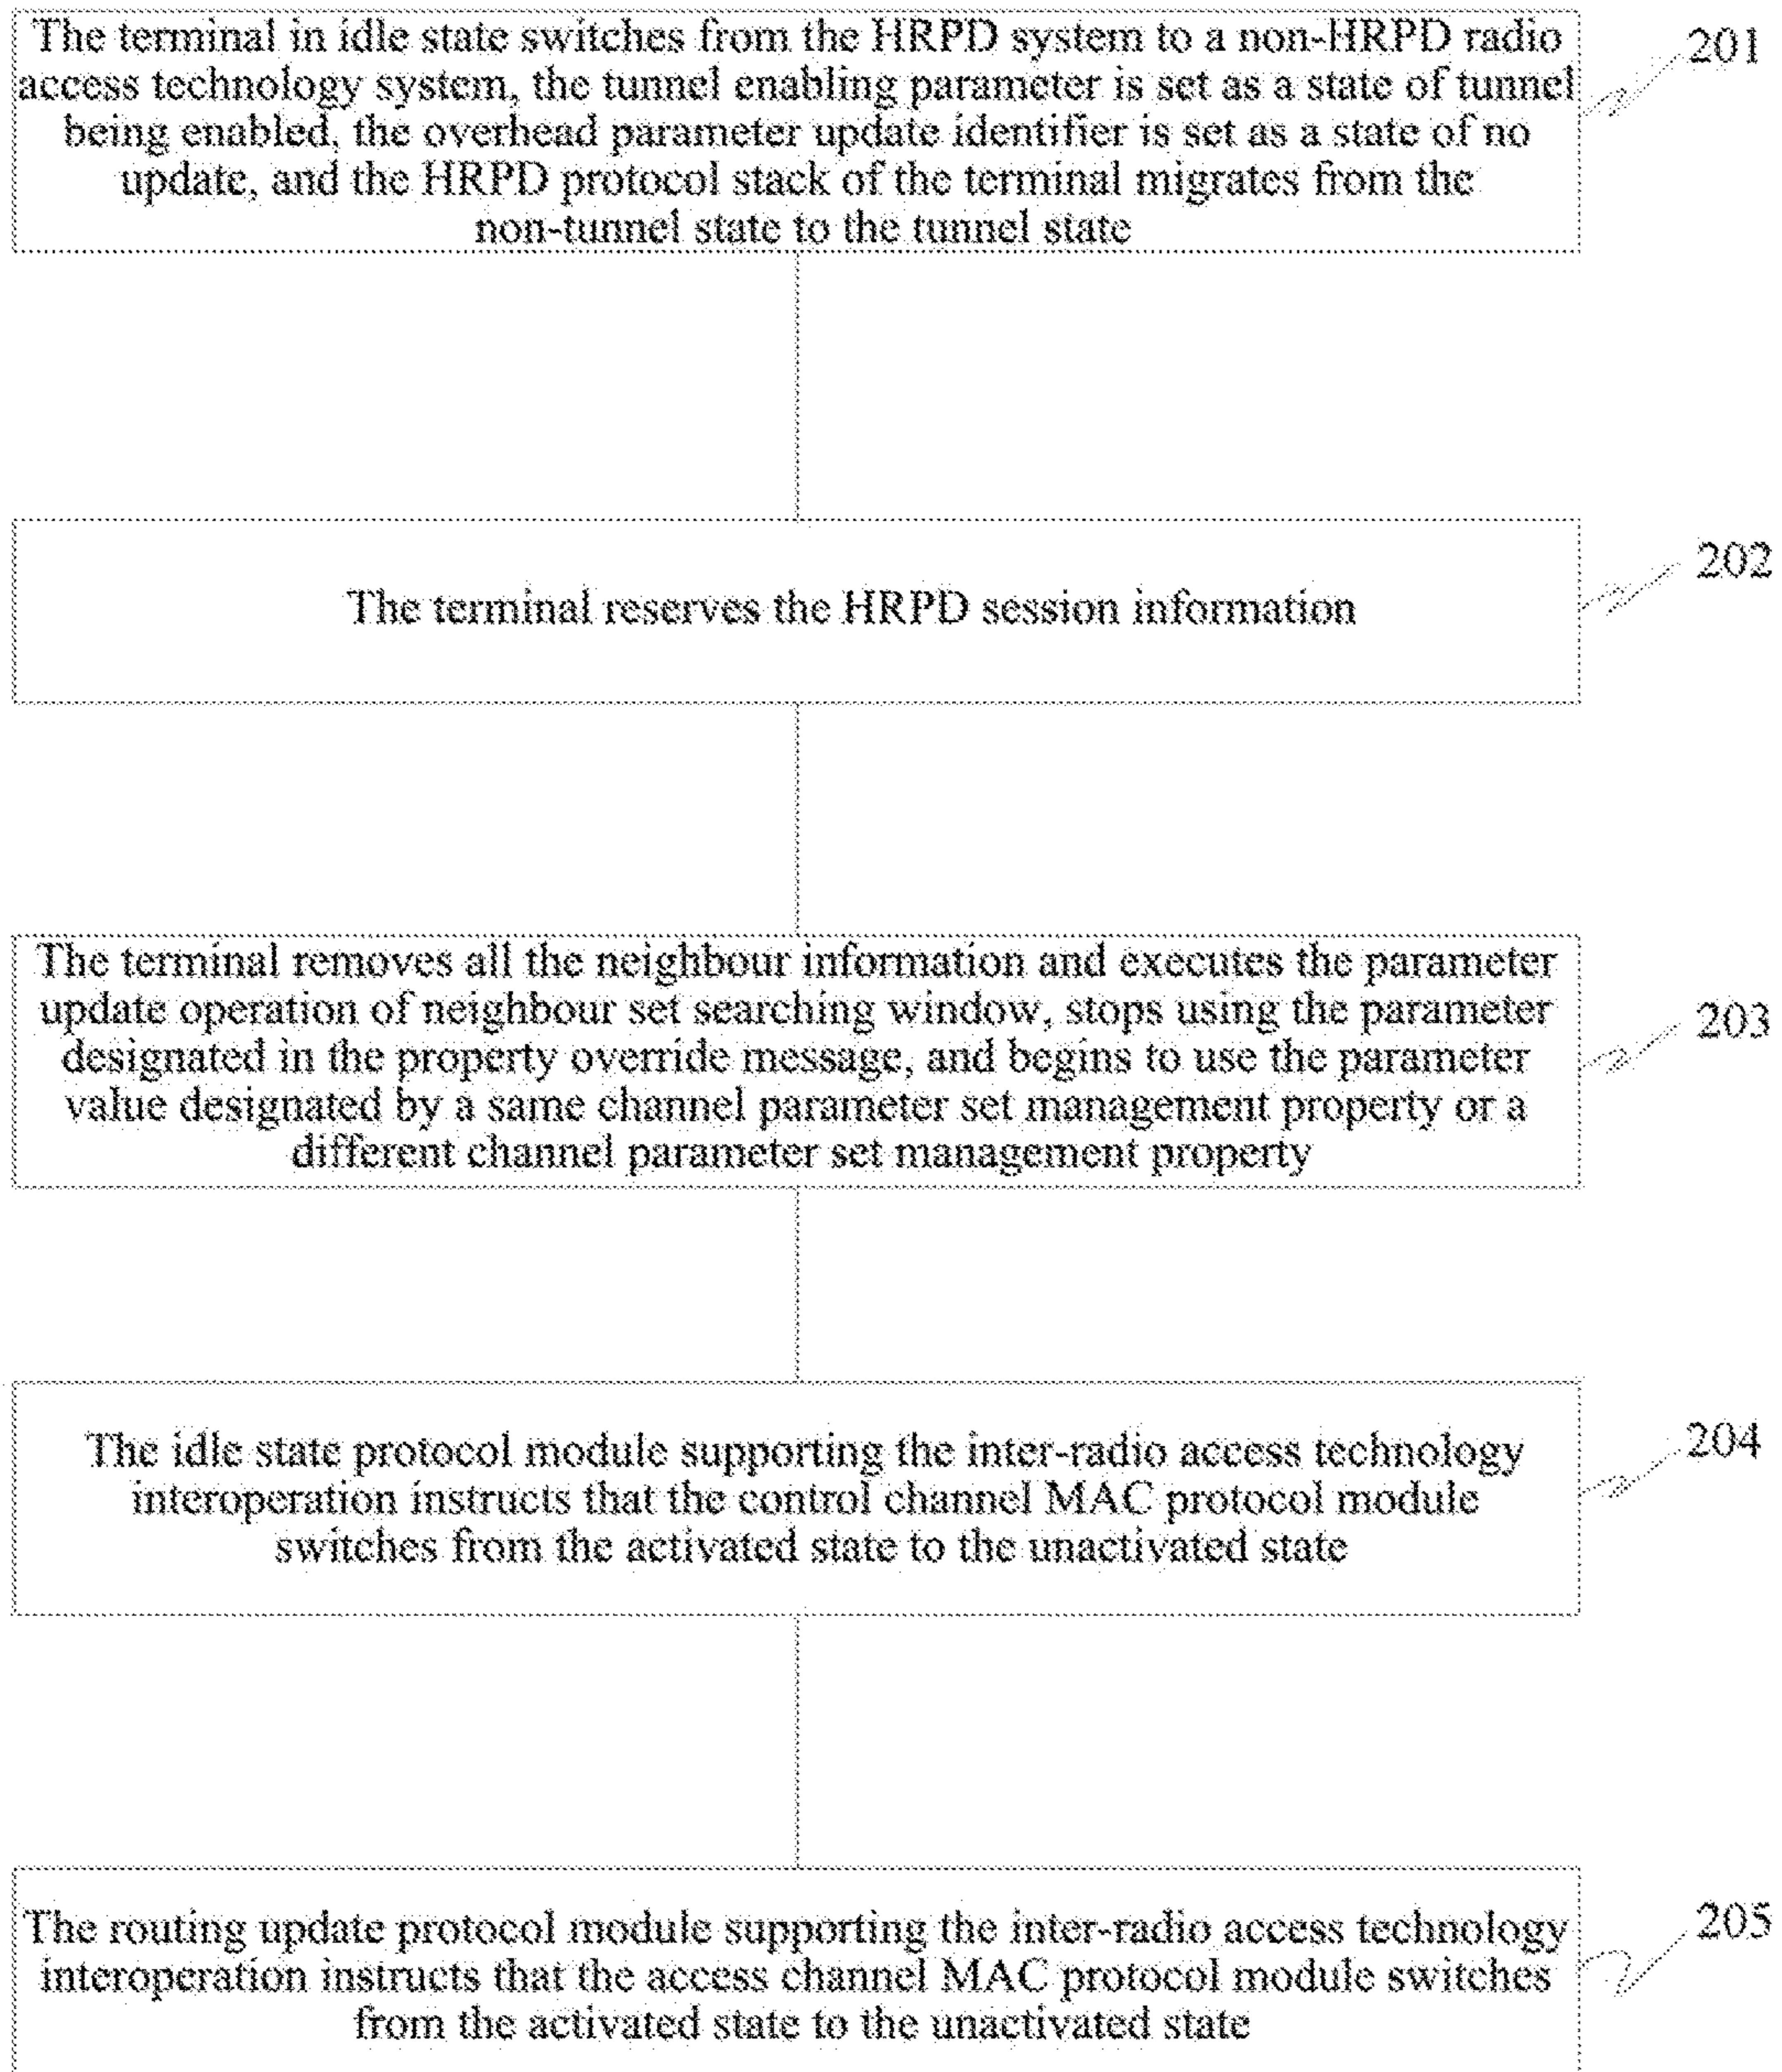 The terminal in idle state switches from the HRPD system to a non-HRPD radio
access technology system, the tunnel enabling parameter is set as a state of tunnel
being enabled, the overhead parameter update identifier is set as a state of no
update, and the HRPD protocol stack of the terminal migrates from the
non-tunnel state to the tunnel state
201
The terminal reserves the HRPD session information
202
The terminal removes all the neighbour information and executes the parameter
update operation of neighbour set searching window, stops using the parameter
designated in the property override message, and begins to use the parameter
value designated by a same channel parameter set management property or a
different channel parameter set management property
203
The idle state protocol module supporting the inter-radio access technology
interoperation instructs that the control channel MAC protocol module
switches from the activated state to the unactivated state
204
The routing update protocol module supporting the inter-radio access technology
interoperation instructs that the access channel MAC protocol module switches
from the activated state to the unactivated state
205